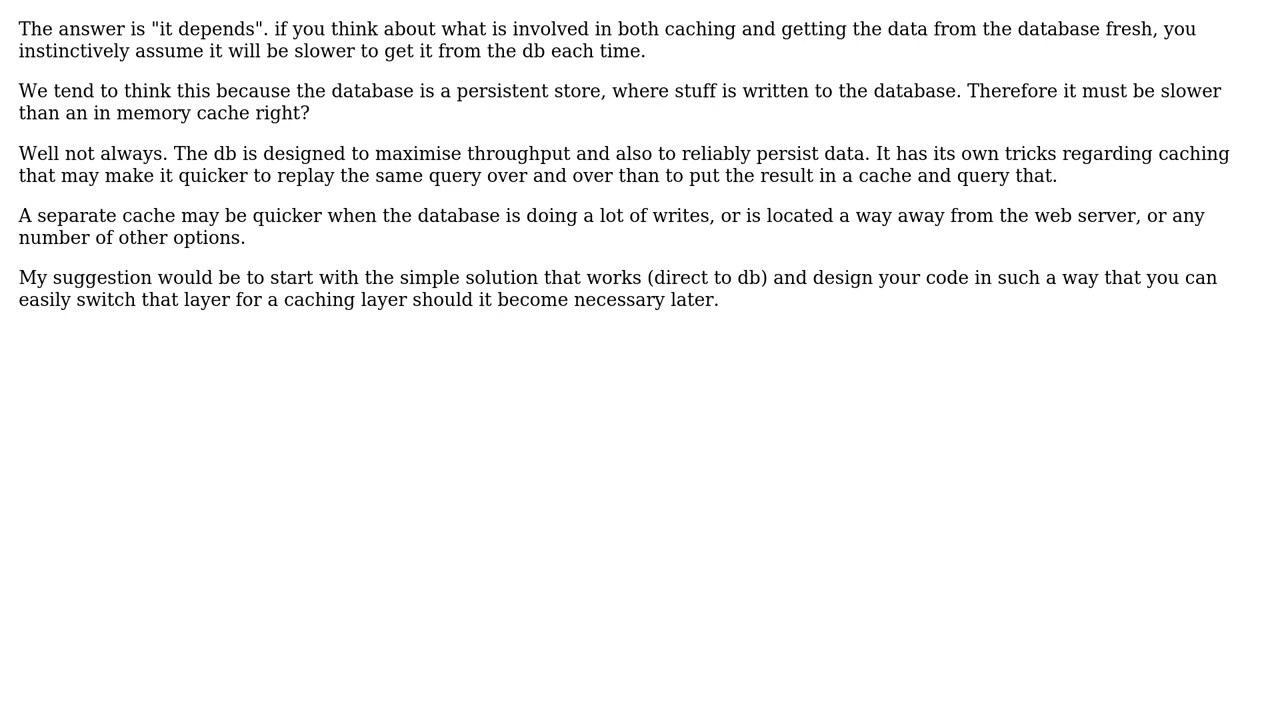 The answer is "it depends". if you think about what is involved in both caching and getting the data from the database fresh, you
instinctively assume it will be slower to get it from the db each time.
We tend to think this because the database is a persistent store, where stuff is written to the database. Therefore it must be slower
than an in memory cache right?
Well not always. The db is designed to maximise throughput and also to reliably persist data. It has its own tricks regarding caching
that may make it quicker to replay the same query over and over than to put the result in a cache and query that.
A separate cache may be quicker when the database is doing a lot of writes, or is located a way away from the web server, or any
number of other options.
My suggestion would be to start with the simple solution that works (direct to db) and design your code in such a way that you can
easily switch that layer for a caching layer should it become necessary later.